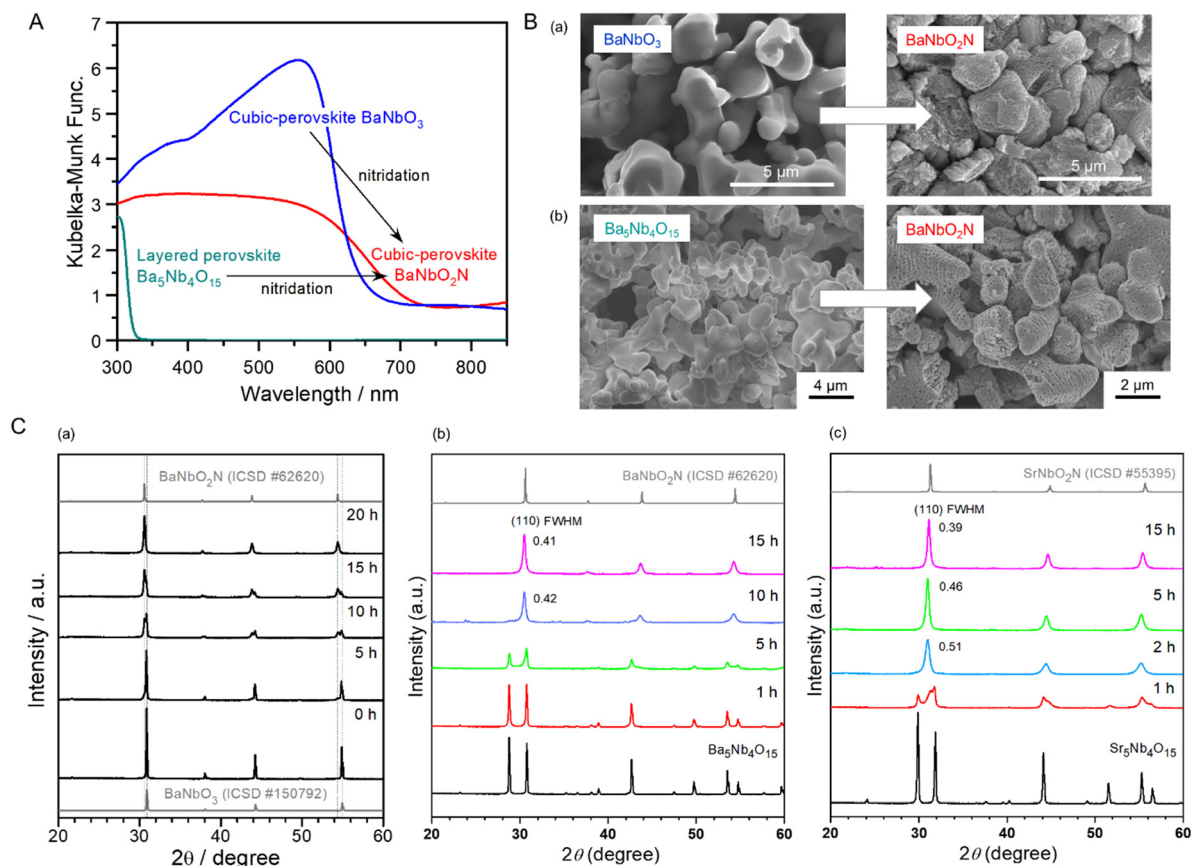 A
Kubelka-Munk Func.
7
6
5
4
3
2
1
0
Cubic-perovskite BaNbO₃
nitridation
Layered perovskite
Ba₅Nb₄O₁₅
nitridation
Cubic-perovskite
BaNbO₂N
300 400 500 600 700 800
Wavelength / nm
B
(a)
BaNbO₃
5 μm
BaNbO₂N
5 μm
(b)
Ba₅Nb₄O₁₅
4 μm
BaNbO₂N
2 μm
C
(a)
Intensity / a.u.
BaNbO₂N (ICSD #62620)
20 h
15 h
10 h
5 h
0 h
BaNbO₃ (ICSD #150792)
20 30 40 50 60
2θ / degree
(b)
Intensity (a.u.)
BaNbO₂N (ICSD #62620)
(110) FWHM
0.41
15 h
0.42
10 h
5 h
1 h
Ba₅Nb₄O₁₅
20 30 40 50 60
2θ (degree)
(c)
Intensity (a.u.)
SrNbO₂N (ICSD #55395)
(110) FWHM
0.39
15 h
0.46
5 h
0.51
2 h
1 h
Sr₅Nb₄O₁₅
20 30 40 50 60
2θ (degree)